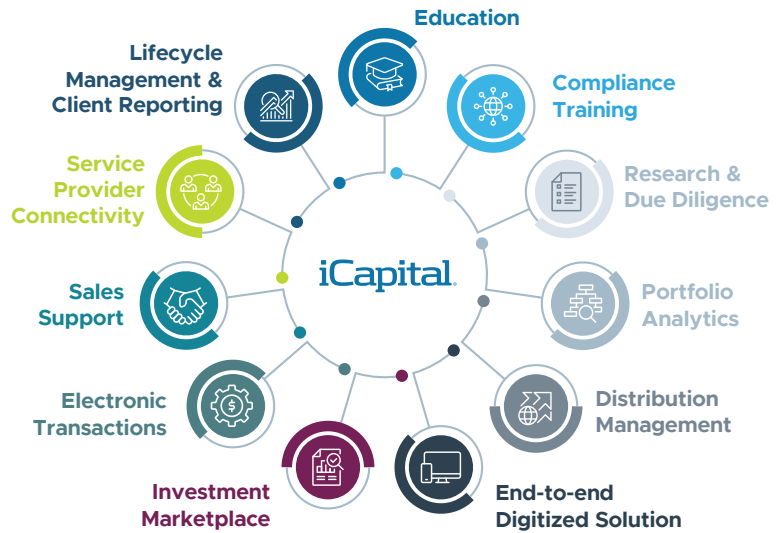 Education
Compliance
Training
Research &
Due Diligence
Portfolio
Analytics
Distribution
Management
End-to-end
Digitized Solution
Investment
Marketplace
Electronic
Transactions
Sales
Support
Service
Provider
Connectivity
Lifecycle
Management &
Client Reporting
iCapital.
$